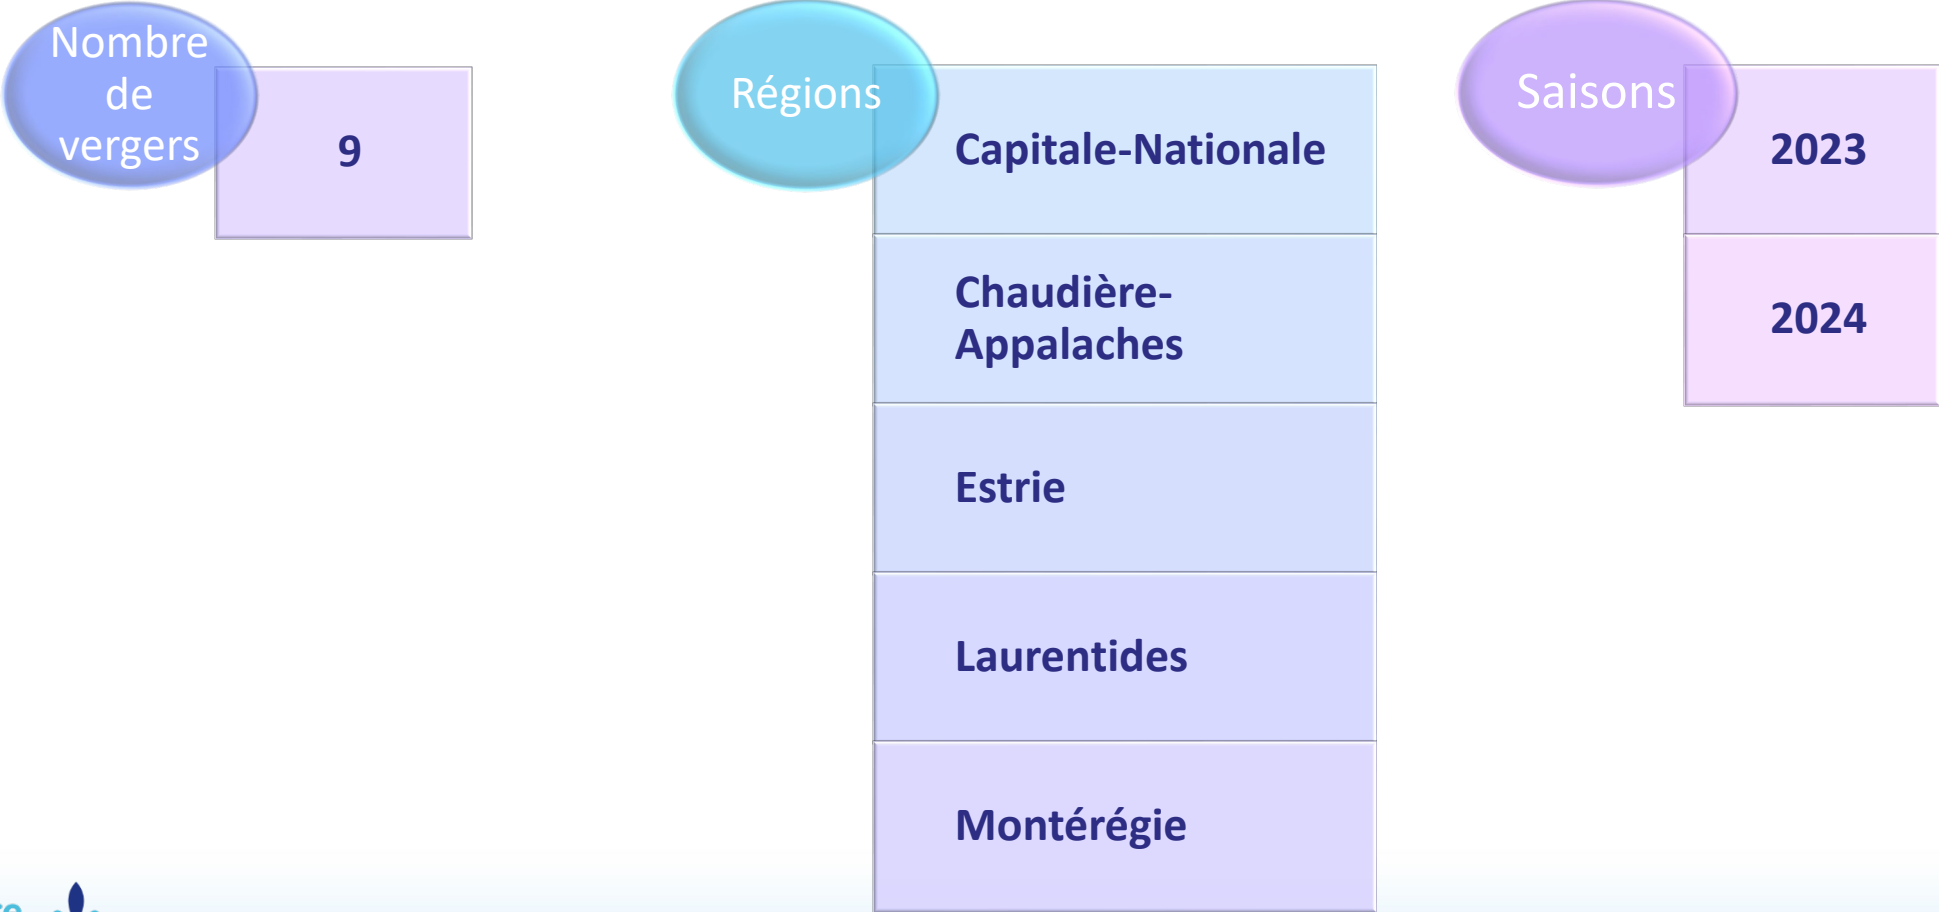 Nombre
de
vergers
9
Régions
Capitale-Nationale
Chaudière-
Appalaches
Estrie
Laurentides
Montérégie
Saisons
2023
2024